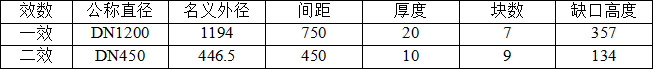 效数 公称直径 名义外径 间距 厚度 块数 缺口高度
一效 DN1200 1194 750 20 7 357
二效 DN450 446.5 450 10 9 134